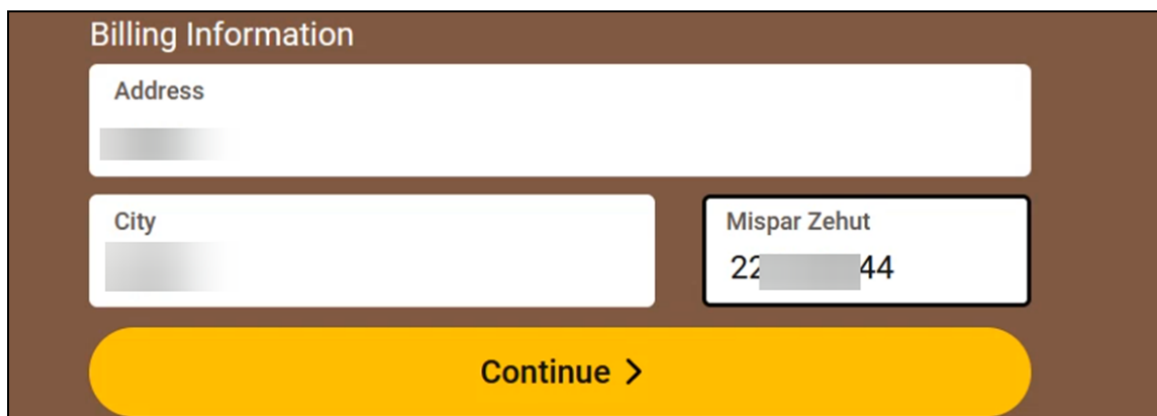 Billing Information
Address
City
Mispar Zehut
22 44
Continue >